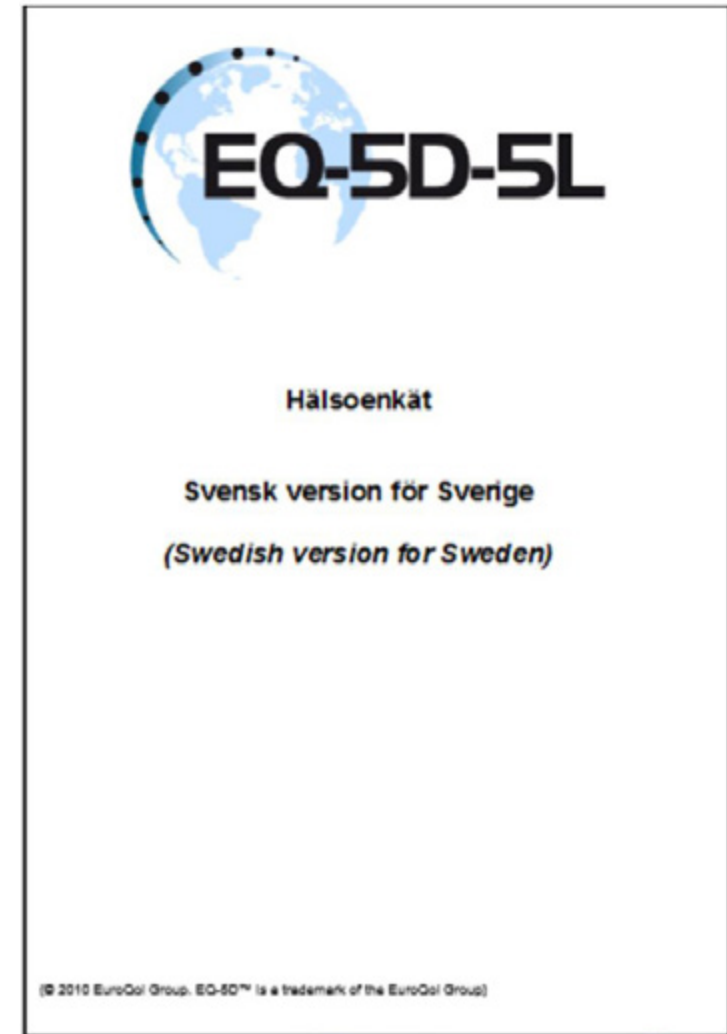 EQ-5D-5L
Hälsoenkät
Svensk version för Sverige
(Swedish version for Sweden)
(© 2010 EuroQol Group. EQ-5D™ is a trademark of the EuroQol Group)